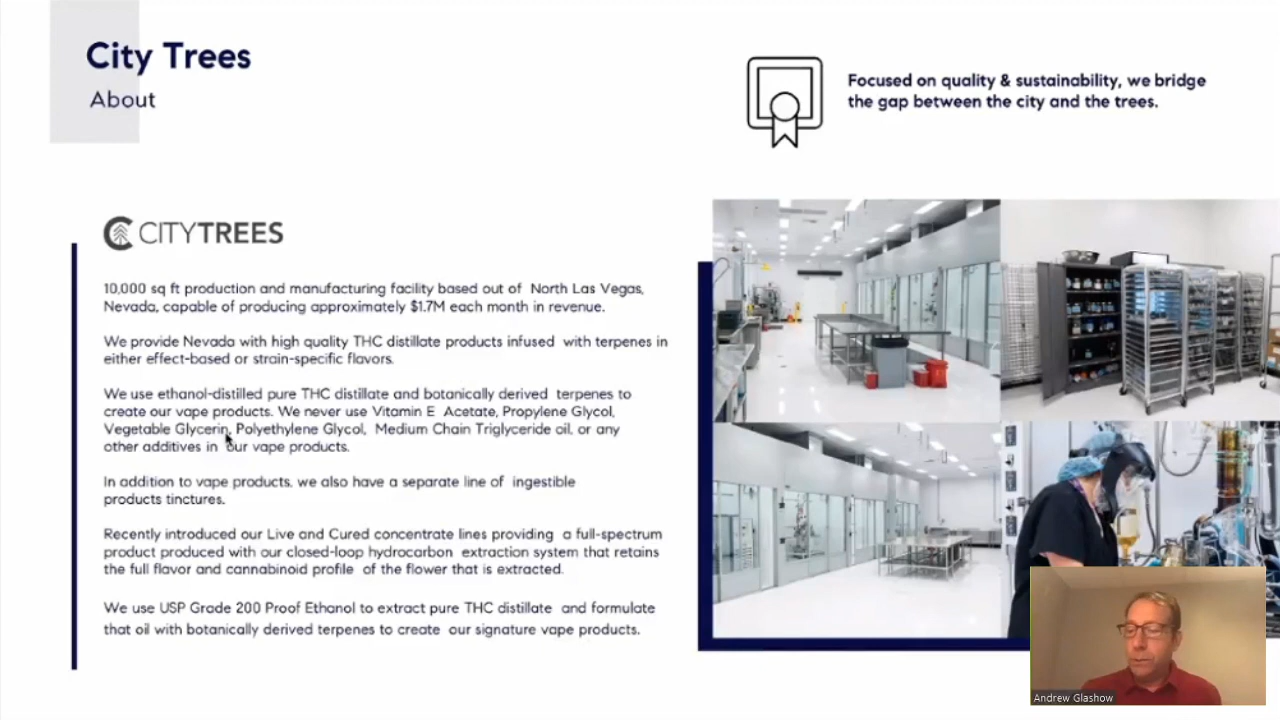 City Trees
About
Focused on quality & sustainability, we bridge
the gap between the city and the trees.
CITYTREES
10,000 sq ft production and manufacturing facility based out of North Las Vegas,
Nevada, capable of producing approximately $1.7M each month in revenue.
We provide Nevada with high quality THC distillate products infused with terpenes in
either effect-based or strain-specific flavors.
We use ethanol-distilled pure THC distillate and botanically derived terpenes to
create our vape products. We never use Vitamin E Acetate, Propylene Glycol,
Vegetable Glycerin, Polyethylene Glycol, Medium Chain Triglyceride oil, or any
other additives in our vape products.
In addition to vape products, we also have a separate line of ingestible
products tinctures.
Recently introduced our Live and Cured concentrate lines providing a full-spectrum
product produced with our closed-loop hydrocarbon extraction system that retains
the full flavor and cannabinoid profile of the flower that is extracted.
We use USP Grade 200 Proof Ethanol to extract pure THC distillate and formulate
that oil with botanically derived terpenes to create our signature vape products.
Andrew Glashow